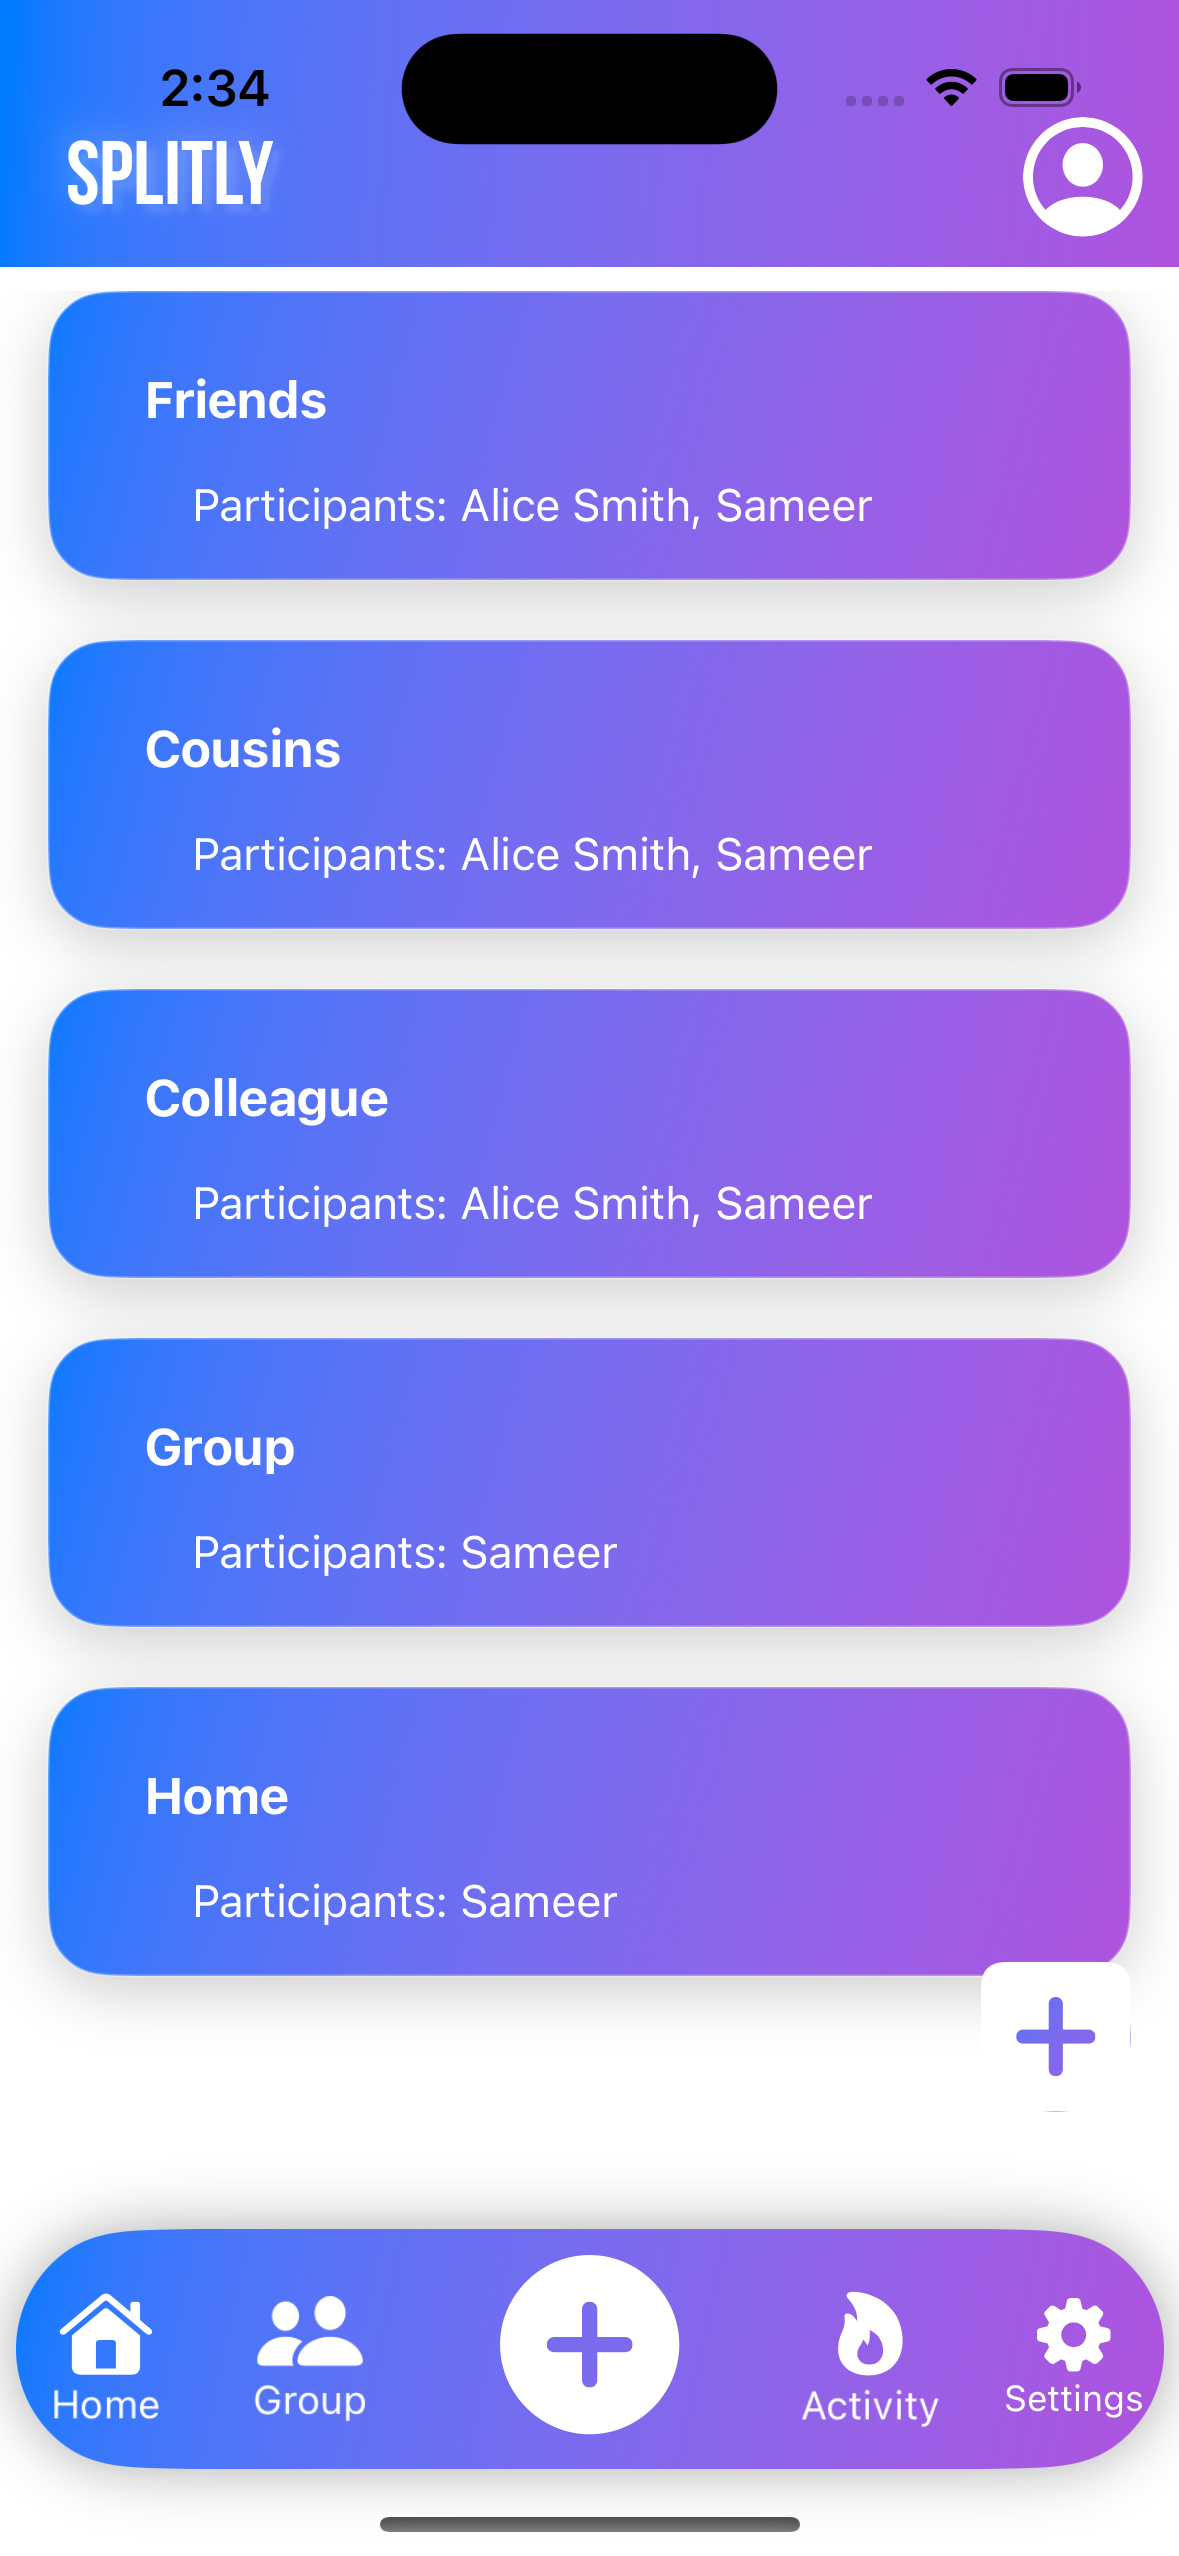 2:34
SPLITLY
Friends
Participants: Alice Smith, Sameer
Cousins
Participants: Alice Smith, Sameer
Colleague
Participants: Alice Smith, Sameer
Group
Participants: Sameer
Home
Participants: Sameer
Home
Group
Activity
Settings